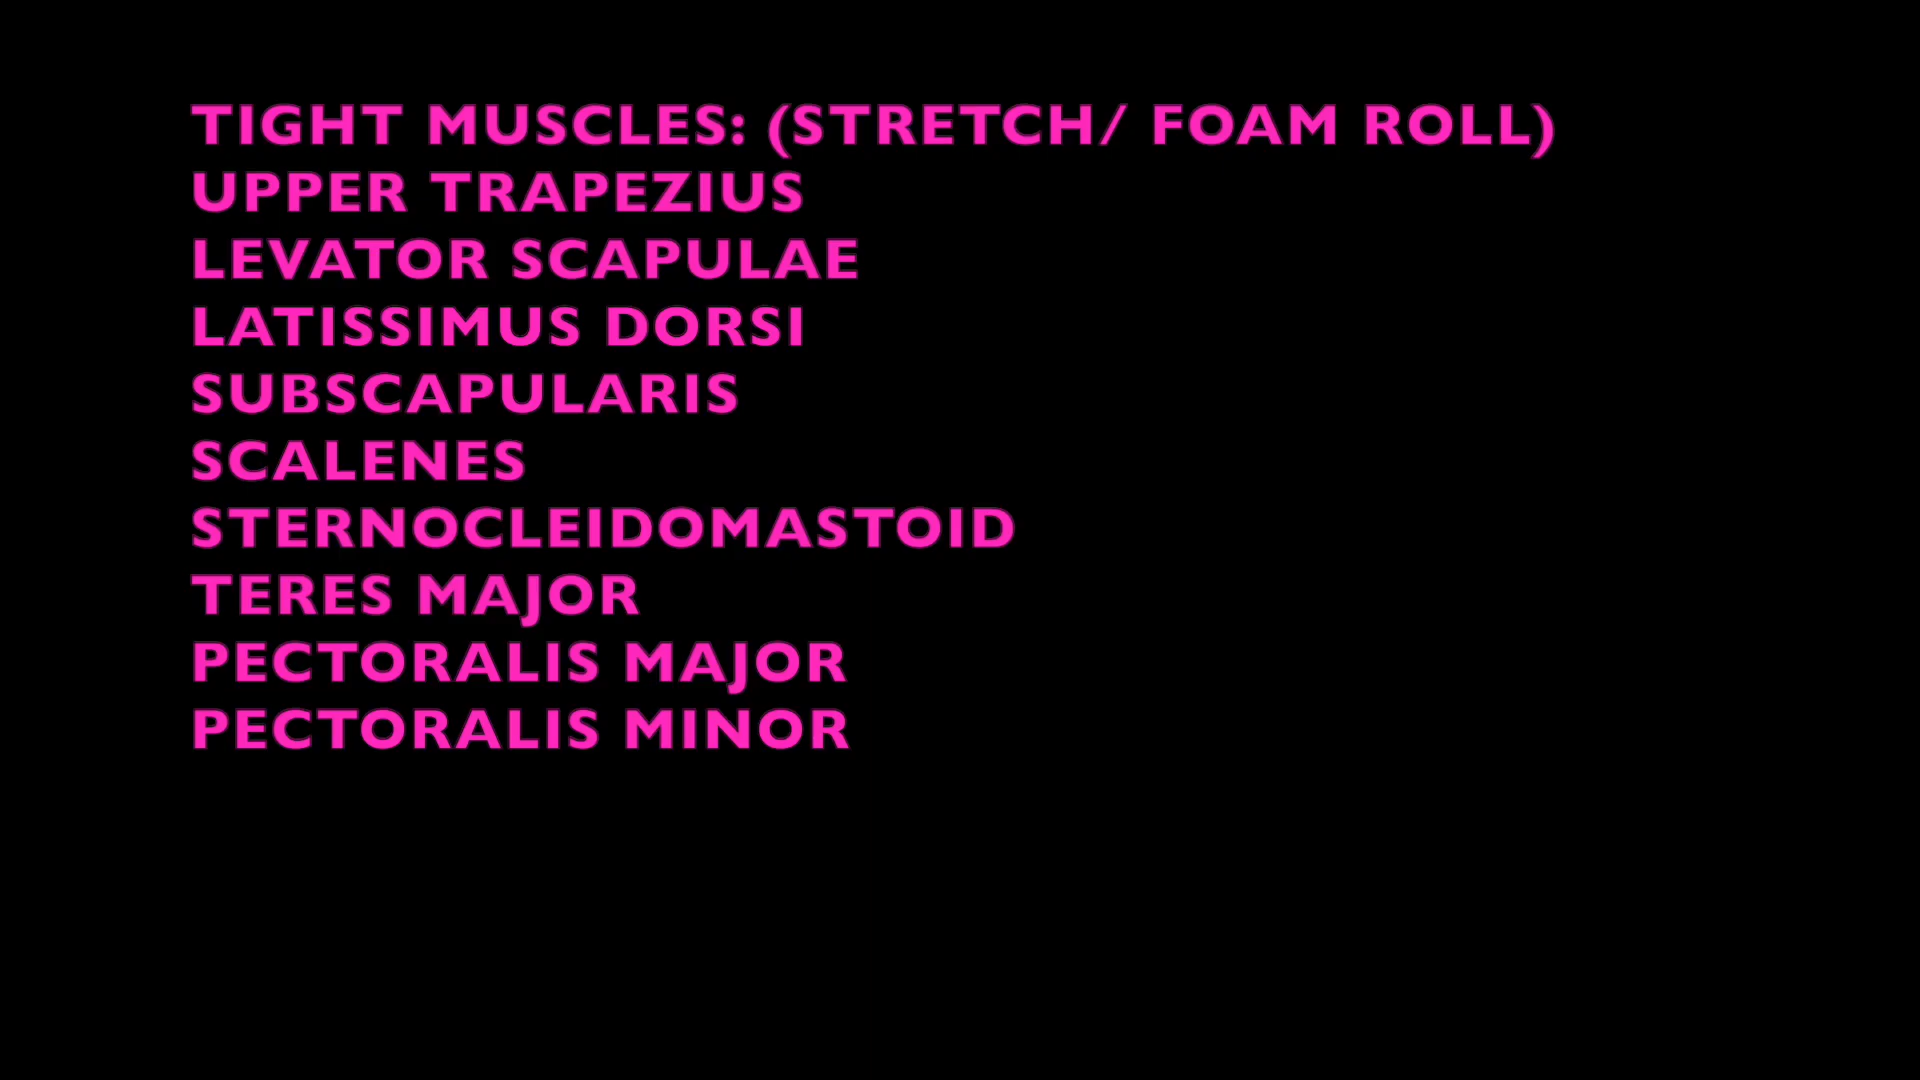 TIGHT MUSCLES: (STRETCH/ FOAM ROLL)
UPPER TRAPEZIUS
LEVATOR SCAPULAE
LATISSIMUS DORSI
SUBSCAPULARIS
SCALENES
STERNOCLEIDOMASTOID
TERES MAJOR
PECTORALIS MAJOR
PECTORALIS MINOR